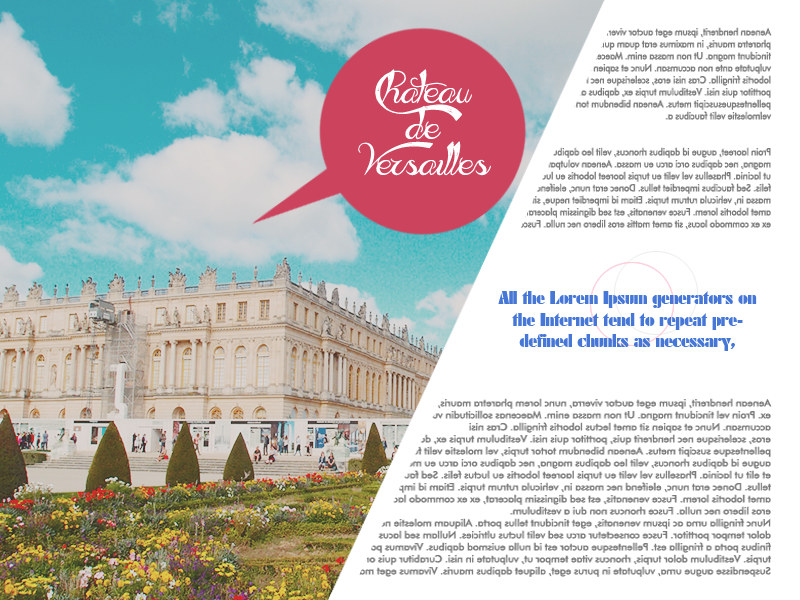 Chateau
de
Versailles
Aenean hendrerit, ipsum eget auctor viver,
pharetra mauris, in maximus erat quam qui
tincidunt magna. Ut non massa enim. Maece
vulputate ante non accumsan. Nunc et sapien
lobortis fringilla. Cras nisi eros, scelerisque nec
porttitor quis nisi. Vestibulum turpis ex, dapibus a
pellentesquesuscipit metus. Aenean bibendum
velmolestie velit faucibus a.
Proin laoreet, augue id dapibus rhoncus, velit leo dapibu
magna, nec dapibus orci arcu eu massa. Aenean volutpa
ut lacinia. Phasellus vel velit eu turpis laoreet lobortis eu luc
felis. Sed faucibus imperdiet tellus. Donec erat nunc, eleifend
massa in, vehicula rutrum turpis. Etiam id imperdiet neque, sit
amet lobortis lorem. Fusce venenatis, est sed dignissim placera
ex ex commodo lacus, sit amet mattis eros libero nec nulla. Fusc
All the Lorem Ipsum generators on
the Internet tend to repeat pre-
defined chunks as necessary,
Aenean hendrerit, ipsum eget auctor viverra, nunc lorem pharetra mauris,
ex. Proin vel tincidunt magna. Ut non massa enim. Maecenas sollicitudin vu
accumsan. Nunc et sapien sit amet lectus lobortis fringilla. Cras nisi
eros, scelerisque nec hendrerit quis, porttitor quis nisi. Vestibulum turpis ex, da
pellentesque suscipit metus. Aenean bibendum tortor turpis, vel molestie velit f
augue id dapibus rhoncus, velit leo dapibus magna, nec dapibus orci arcu eu m
et elit ut lacinia. Phasellus vel velit eu turpis laoreet lobortis eu luctus felis. Sed fau
tellus. Donec erat nunc, eleifend nec massa in, vehicula rutrum turpis. Etiam id imp
amet lobortis lorem. Fusce venenatis, est sed dignissim placerat, ex ex commodo lac
eros libero nec nulla. Fusce rhoncus non dui a vestibulum.
Nunc fringilla urna ac ipsum venenatis, eget tincidunt tellus porta. Aliquam molestie n
dolor tempor porttitor. Fusce consectetur arcu sed velit luctus ultricies. Nullam sed lacus
finibus porta a fringilla est. Pellentesque auctor est id nulla euismod dapibus. Vivamus po
turpis. Vestibulum dolor turpis, rhoncus vitae tempor ut, vulputate in nisi. Curabitur quis
Suspendisse augue urna, vulputate in purus eget, aliquet dapibus mauris. Vivamus eget